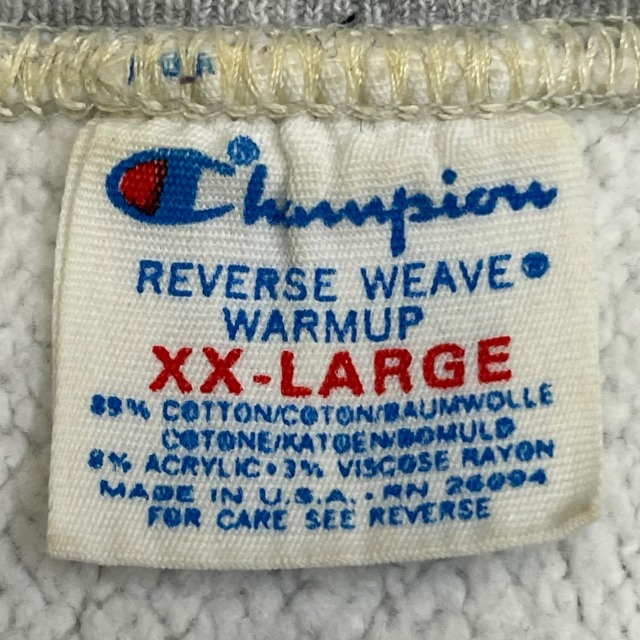 Champion®
REVERSE WEAVE®
WARMUP
XX-LARGE
89% COTTON/COTON/BAUMWOLLE
COTONE/KATOEN/BOMULD
8% ACRYLIC•3% VISCOSE RAYON
MADE IN U.S.A.•RN 26094
FOR CARE SEE REVERSE